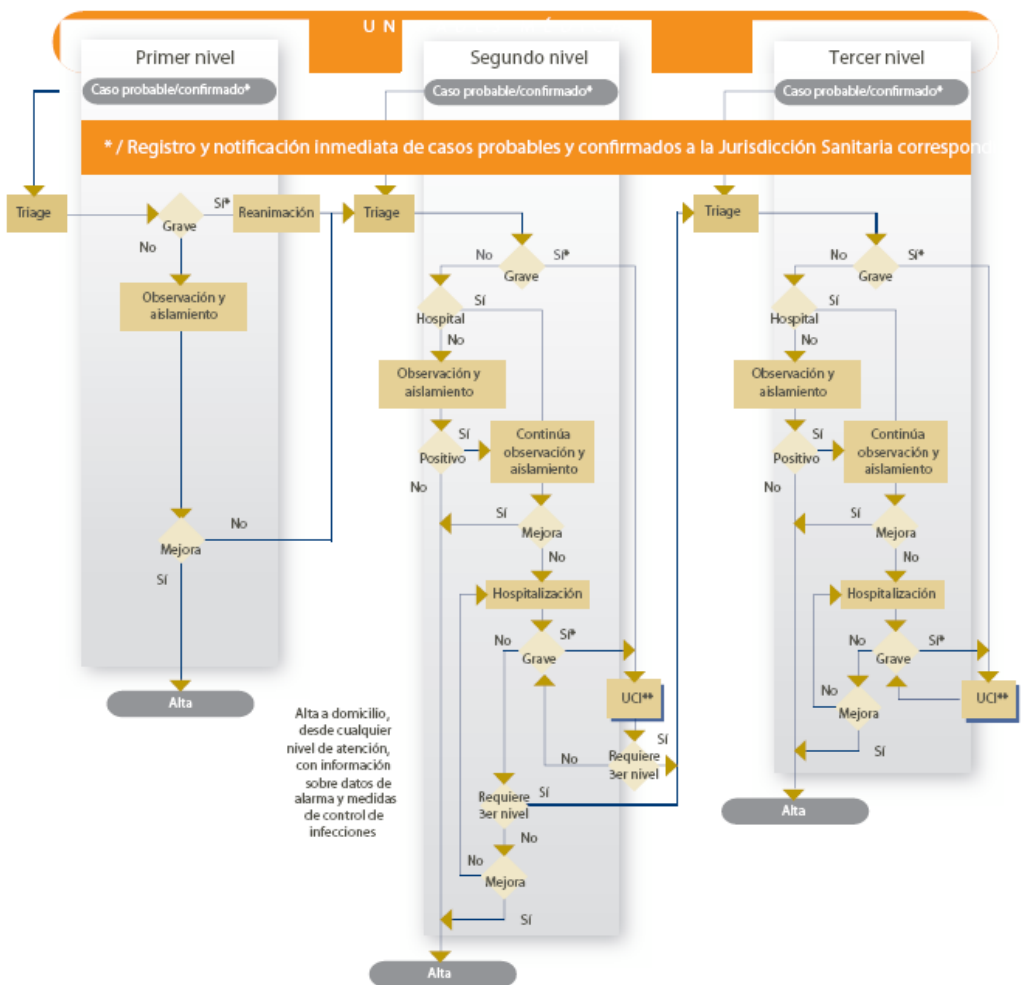 UN
Primer nivel
Caso probable/confirmado*
Segundo nivel
Caso probable/confirmado*
Tercer nivel
Caso probable/confirmado*
* / Registro y notificación inmediata de casos probables y confirmados a la Jurisdicción Sanitaria correspond
Triage
Grave
Sí*
No
Reanimación
Observación y
aislamiento
Mejora
No
Sí
Alta
Triage
Grave
No
Sí*
Hospital
Sí
No
Observación y
aislamiento
Positivo
Sí
No
Continúa
observación y
aislamiento
Sí
Mejora
No
Hospitalización
No
Sí*
Grave
UCI**
Requiere
3er nivel
Sí
No
Requiere
3er nivel
Sí
No
No
Mejora
Sí
Alta
Alta a domicilio,
desde cualquier
nivel de atención,
con información
sobre datos de
alarma y medidas
de control de
infecciones
Triage
Grave
No
Sí*
Hospital
Sí
No
Observación y
aislamiento
Positivo
Sí
No
Continúa
observación y
aislamiento
Sí
Mejora
No
Hospitalización
No
Sí*
Grave
UCI**
No
Mejora
Sí
Alta